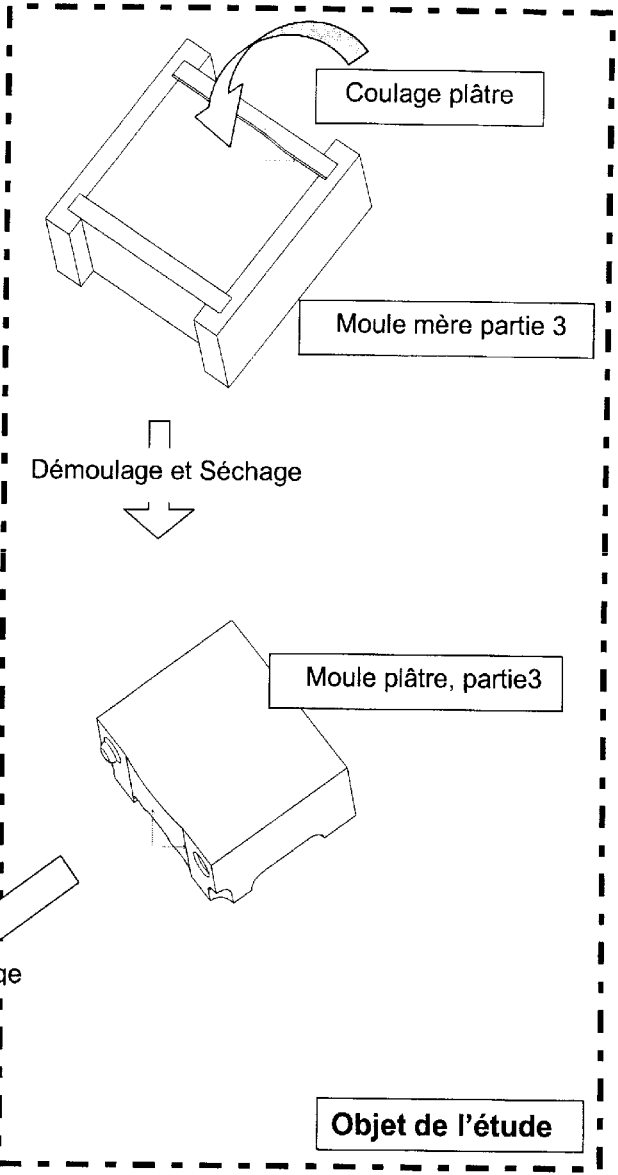 Coulage plâtre
Moule mère partie 3
Démoulage et Séchage
Moule plâtre, partie3
Objet de l'étude